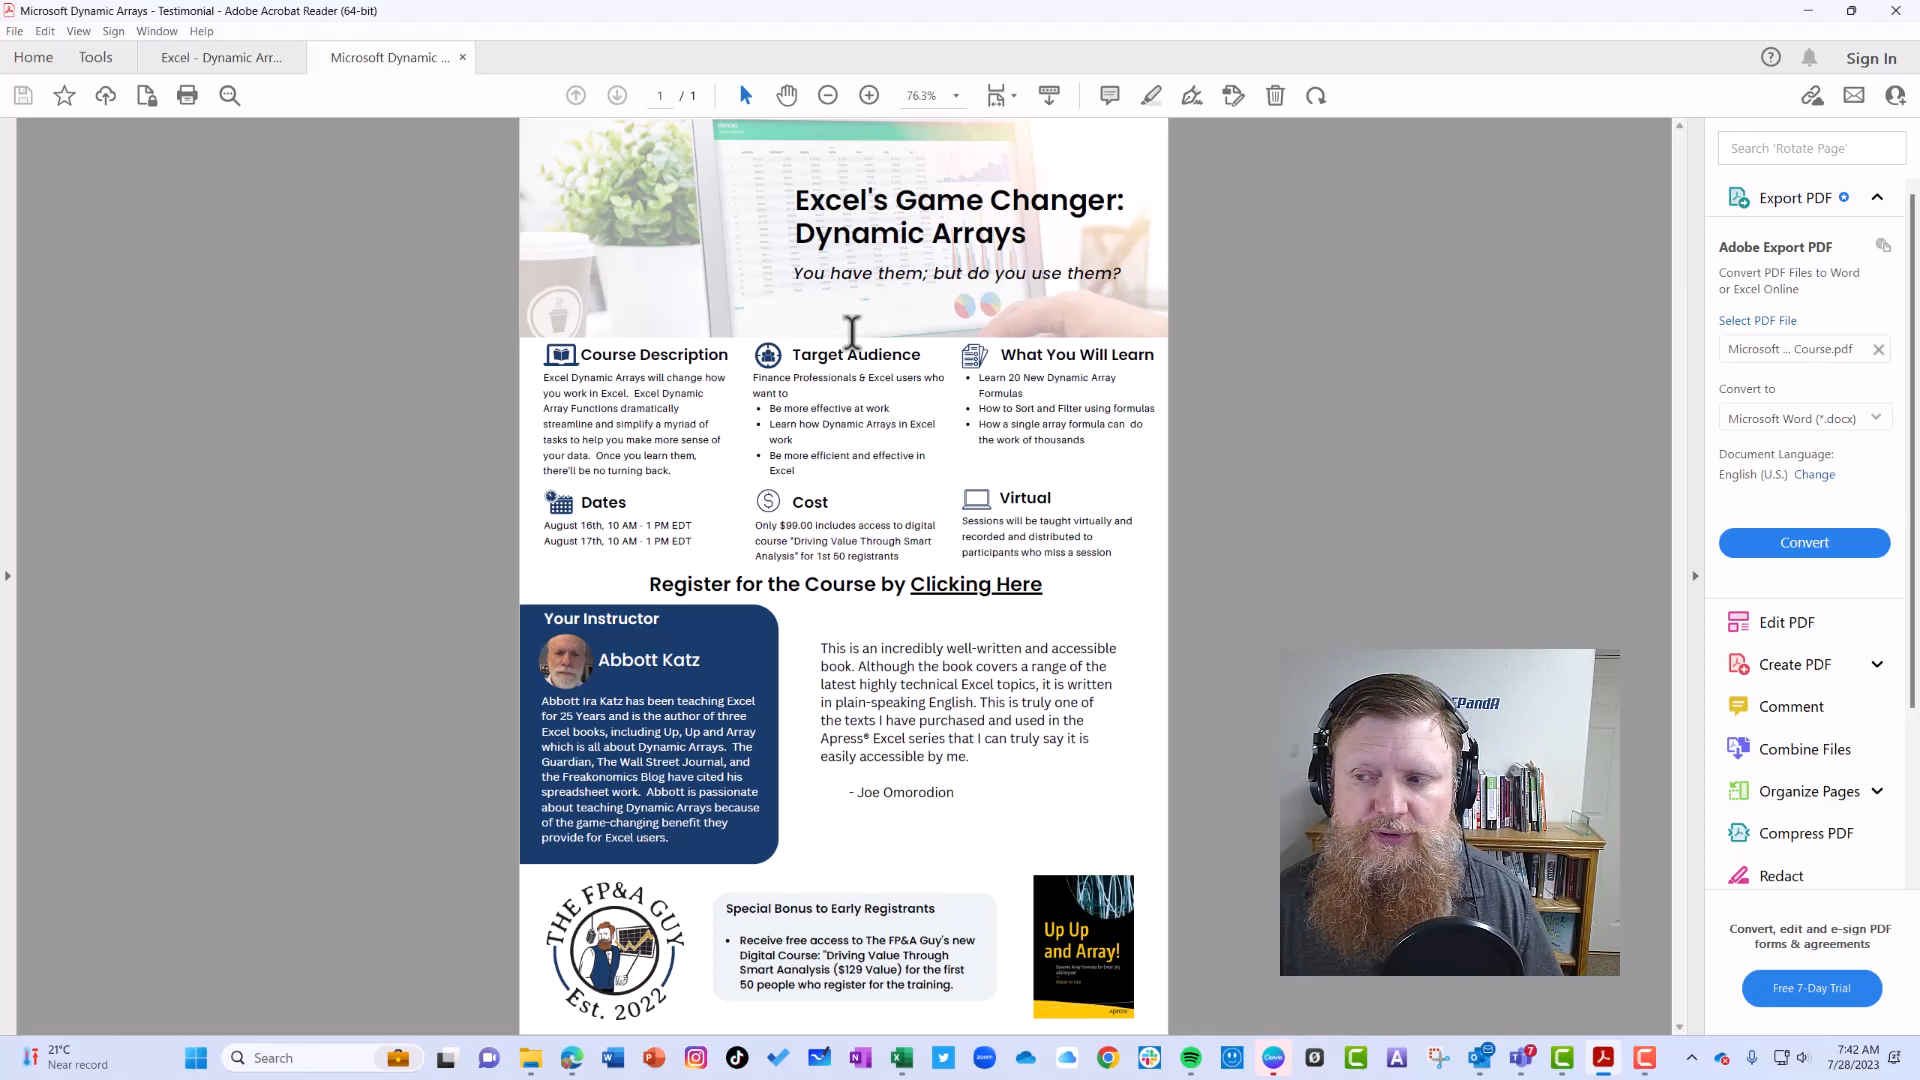 Microsoft Dynamic Arrays - Testimonial - Adobe Acrobat Reader (64-bit)
File Edit View Sign Window Help
Home Tools Excel - Dynamic Arr... Microsoft Dynamic ... ×
Sign In
1 / 1 76.3%
Excel's Game Changer:
Dynamic Arrays
You have them; but do you use them?
Course Description
Excel Dynamic Arrays will change how
you work in Excel. Excel Dynamic
Array Functions dramatically
streamline and simplify a myriad of
tasks to help you make more sense of
your data. Once you learn them,
there'll be no turning back.
Target Audience
Finance Professionals & Excel users who
want to
• Be more effective at work
• Learn how Dynamic Arrays in Excel
work
• Be more efficient and effective in
Excel
What You Will Learn
• Learn 20 New Dynamic Array
Formulas
• How to Sort and Filter using formulas
• How a single array formula can do
the work of thousands
Dates
August 16th, 10 AM - 1 PM EDT
August 17th, 10 AM - 1 PM EDT
Cost
Only $99.00 includes access to digital
course "Driving Value Through Smart
Analysis" for 1st 50 registrants
Virtual
Sessions will be taught virtually and
recorded and distributed to
participants who miss a session
Register for the Course by Clicking Here
Your Instructor
Abbott Katz
Abbott Ira Katz has been teaching Excel
for 25 Years and is the author of three
Excel books, including Up, Up and Array
which is all about Dynamic Arrays. The
Guardian, The Wall Street Journal, and
the Freakonomics Blog have cited his
spreadsheet work. Abbott is passionate
about teaching Dynamic Arrays because
of the game-changing benefit they
provide for Excel users.
This is an incredibly well-written and accessible
book. Although the book covers a range of the
latest highly technical Excel topics, it is written
in plain-speaking English. This is truly one of
the texts I have purchased and used in the
Apress® Excel series that I can truly say it is
easily accessible by me.
- Joe Omorodion
THE FP&A GUY
Est. 2022
Special Bonus to Early Registrants
• Receive free access to The FP&A Guy's new
Digital Course: "Driving Value Through
Smart Aanalysis ($129 Value) for the first
50 people who register for the training.
Up Up
and Array!
Apress
Search 'Rotate Page'
Export PDF
Adobe Export PDF
Convert PDF Files to Word
or Excel Online
Select PDF File
Microsoft ... Course.pdf
Convert to
Microsoft Word (*.docx)
Document Language:
English (U.S.) Change
Convert
Edit PDF
Create PDF
Comment
Combine Files
Organize Pages
Compress PDF
Redact
Convert, edit and e-sign PDF
forms & agreements
Free 7-Day Trial
21°C
Near record
Search
zoom
Canva
7
7:42 AM
7/28/2023